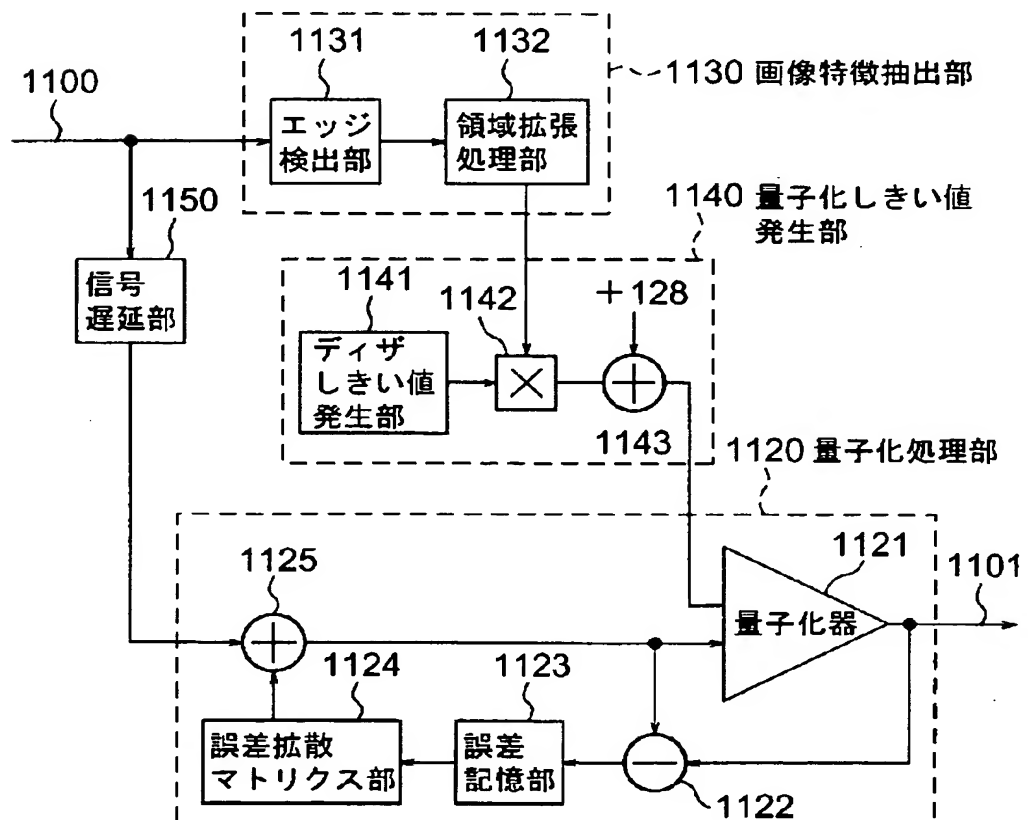 1131
1132
1100
1130 画像特徴抽出部
エッジ
検出部
領域拡張
処理部
1150
1140 量子化しきい値
発生部
信号
遅延部
1141
1142
+128
ディザ
しきい値
発生部
×
+
1143
1120 量子化処理部
1125
1121
1101
量子化器
+
1124
1123
誤差拡散
マトリクス部
誤差
記憶部
−
1122